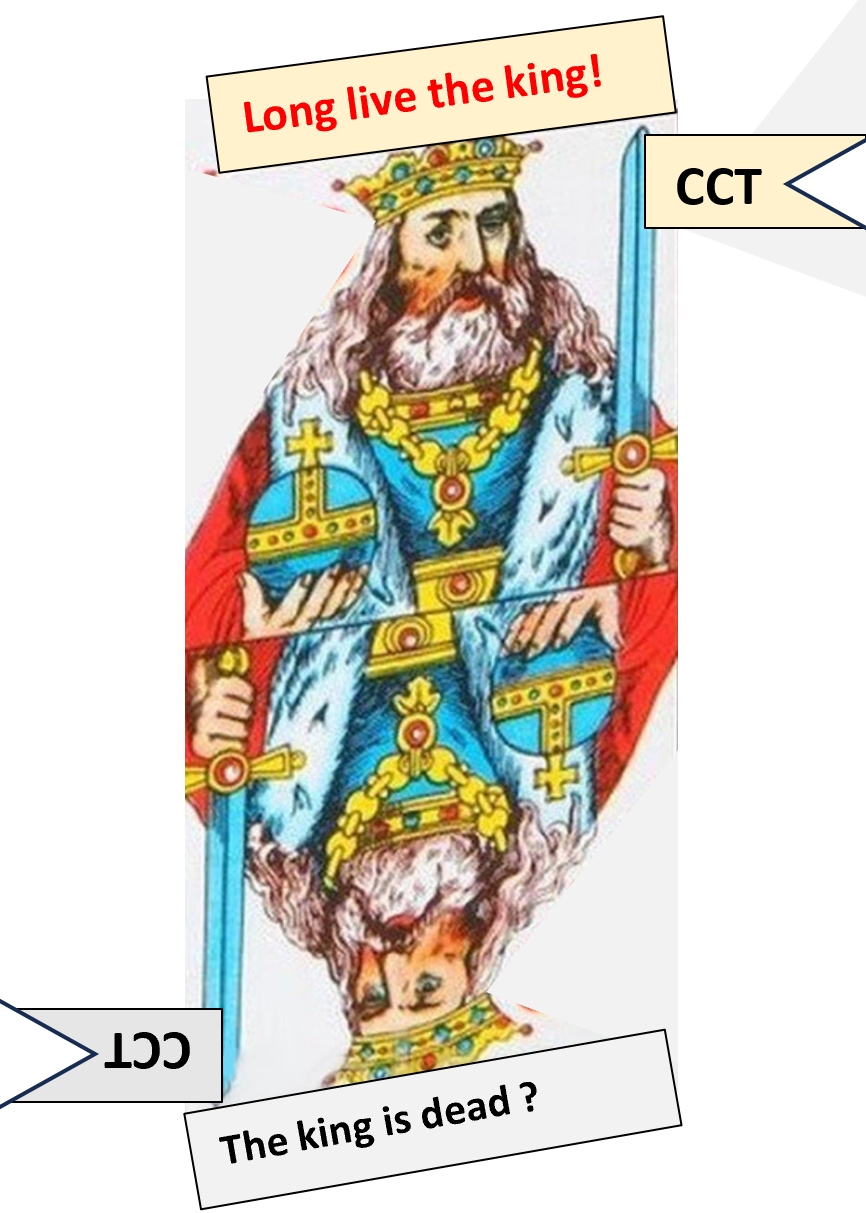 Long live the king!
CCT
CCT
The king is dead ?